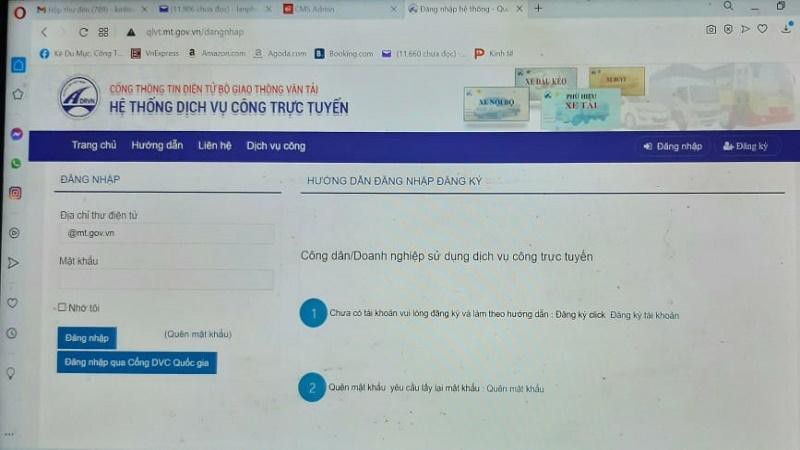 Hộp thư đến (789) - kinhte
(11.906 chưa đọc) - lanph
CMS Admin
Đăng nhập hệ thống - Qu
qlvt.mt.gov.vn/dangnhap
Kẻ Du Mục, Công T...
VnExpress
Amazon.com
Agoda.com
Booking.com
(11.660 chưa đọc) -...
Kinh tế
CỔNG THÔNG TIN ĐIỆN TỬ BỘ GIAO THÔNG VẬN TẢI
HỆ THỐNG DỊCH VỤ CÔNG TRỰC TUYẾN
XE ĐẦU KÉO
XE BUÝT
XE NỘI BỘ
PHÙ HIỆU
XE TẢI
Trang chủ Hướng dẫn Liên hệ Dịch vụ công
Đăng nhập
Đăng ký
ĐĂNG NHẬP
HƯỚNG DẪN ĐĂNG NHẬP ĐĂNG KÝ
Địa chỉ thư điện tử
@mt.gov.vn
Mật khẩu
Nhớ tôi
Đăng nhập
(Quên mật khẩu)
Đăng nhập qua Cổng DVC Quốc gia
Công dân/Doanh nghiệp sử dụng dịch vụ công trực tuyến
1 Chưa có tài khoản vui lòng đăng ký và làm theo hướng dẫn : Đăng ký click Đăng ký tài khoản
2 Quên mật khẩu yêu cầu lấy lại mật khẩu : Quên mật khẩu